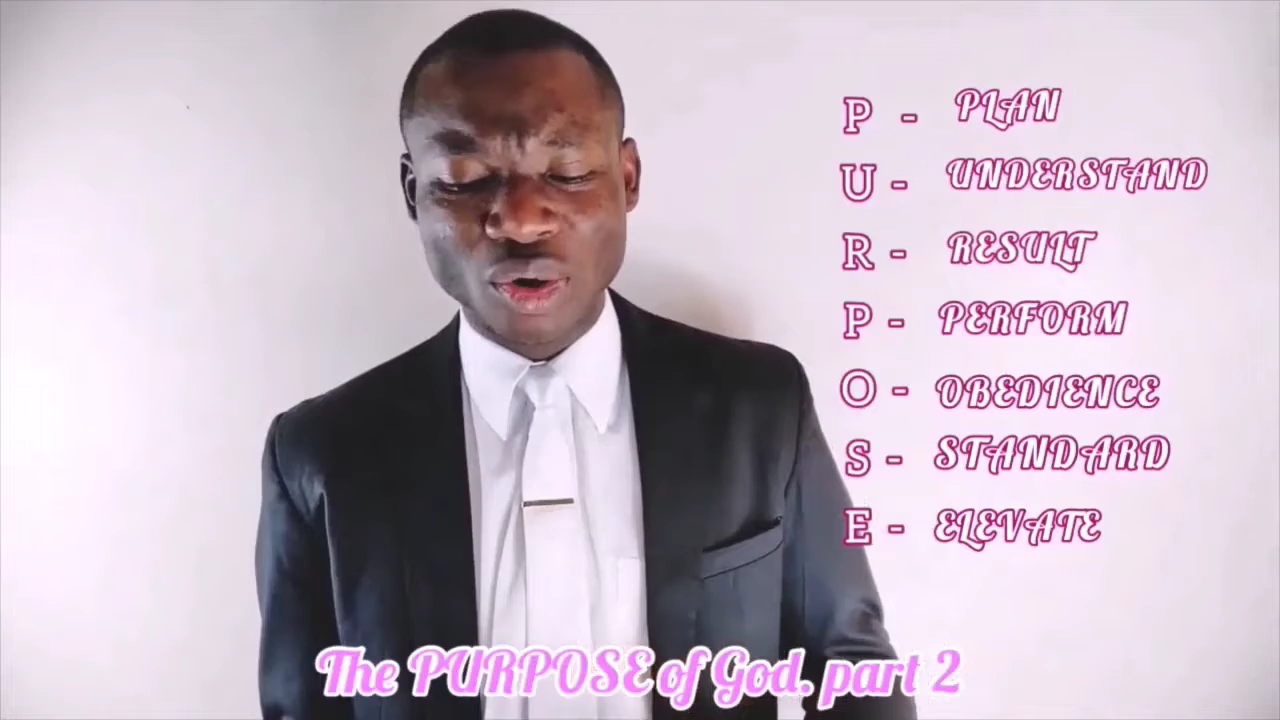 P - PLAN
U - UNDERSTAND
R - RESULT
P - PERFORM
O - OBEDIENCE
S - STANDARD
E - ELEVATE
The PURPOSE of God. part 2